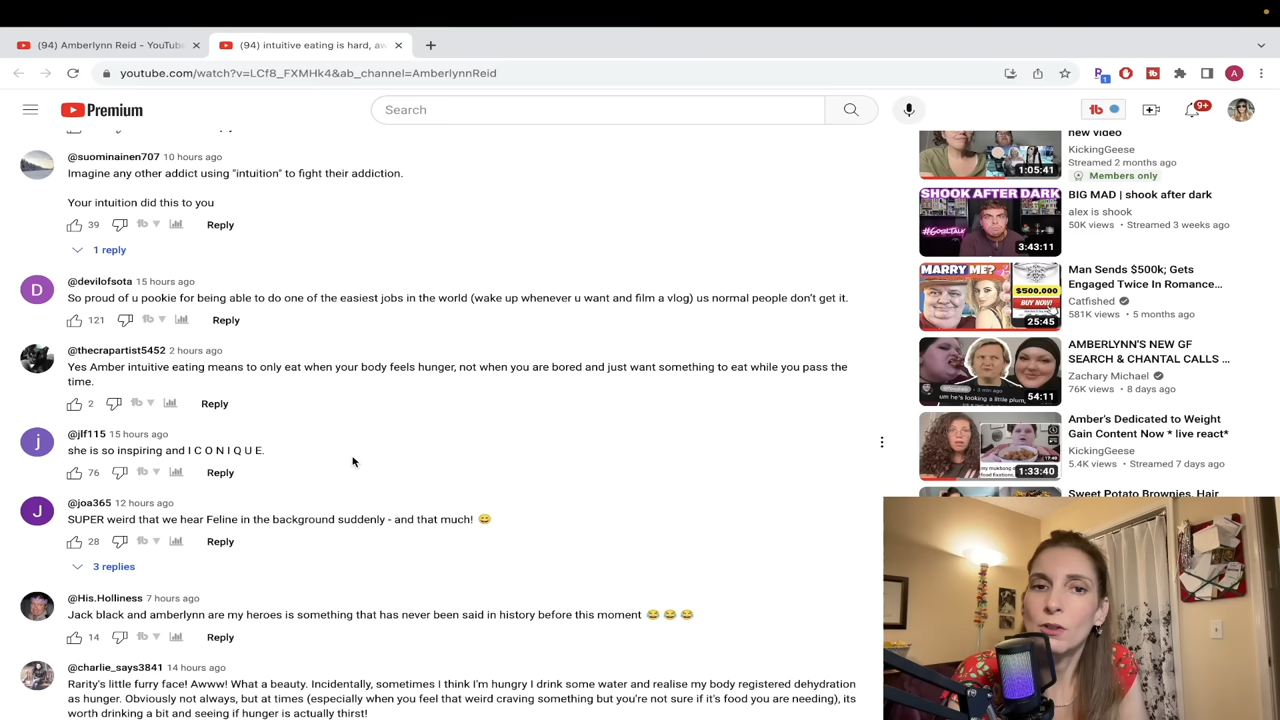 (94) Amberlynn Reid - YouTube
(94) intuitive eating is hard, aw
youtube.com/watch?v=LCf8_FXMHk4&ab_channel=AmberlynnReid
Premium
Search
9+
@suominainen707 10 hours ago
Imagine any other addict using "intuition" to fight their addiction.
Your intuition did this to you
39 Reply
1 reply
@devilofsota 15 hours ago
So proud of u pookie for being able to do one of the easiest jobs in the world (wake up whenever u want and film a vlog) us normal people don't get it.
121 Reply
@thecrapartist5452 2 hours ago
Yes Amber intuitive eating means to only eat when your body feels hunger, not when you are bored and just want something to eat while you pass the
time.
2 Reply
@jlf115 15 hours ago
she is so inspiring and I C O N I Q U E.
76 Reply
@joa365 12 hours ago
SUPER weird that we hear Feline in the background suddenly - and that much! 😄
28 Reply
3 replies
@His.Holliness 7 hours ago
Jack black and amberlynn are my heroes is something that has never been said in history before this moment 😂 😂 😂
14 Reply
@charlie_says3841 14 hours ago
Rarity's little furry face! Awww! What a beauty. Incidentally, sometimes I think I'm hungry I drink some water and realise my body registered dehydration
as hunger. Obviously not always, but at times (especially when you feel that weird craving something but you're not sure if it's food you are needing), its
worth drinking a bit and seeing if hunger is actually thirst!
new video
KickingGeese
Streamed 2 months ago
Members only
1:05:41
SHOOK AFTER DARK
#GORLTALK
3:43:11
BIG MAD | shook after dark
alex is shook
50K views • Streamed 3 weeks ago
MARRY ME?
$500,000
BUY NOW!
25:45
Man Sends $500k; Gets
Engaged Twice In Romance...
Catfished
581K views • 5 months ago
um he's looking a little plum,
54:11
AMBERLYNN'S NEW GF
SEARCH & CHANTAL CALLS ...
Zachary Michael
76K views • 8 days ago
1:33:40
Amber's Dedicated to Weight
Gain Content Now * live react*
KickingGeese
5.4K views • Streamed 7 days ago
Sweet Potato Brownies, Hair